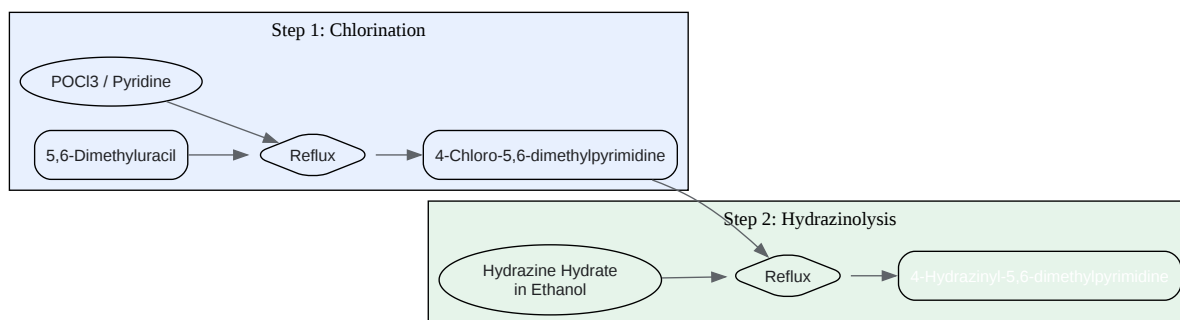 Step 1: Chlorination
POCl3 / Pyridine
5,6-Dimethyluracil
Reflux
4-Chloro-5,6-dimethylpyrimidine
Step 2: Hydrazinolysis
Hydrazine Hydrate
in Ethanol
Reflux
4-Hydrazinyl-5,6-dimethylpyrimidine